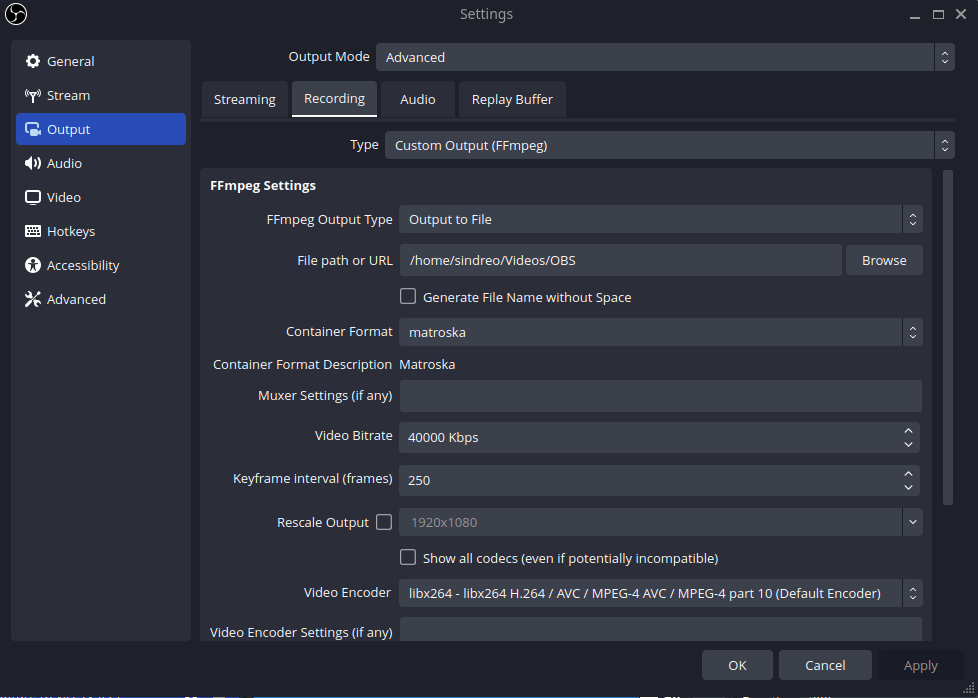 Settings
General
Stream
Output
Audio
Video
Hotkeys
Accessibility
Advanced
Output Mode Advanced
Streaming Recording Audio Replay Buffer
Type Custom Output (FFmpeg)
FFmpeg Settings
FFmpeg Output Type Output to File
File path or URL /home/sindreo/Videos/OBS Browse
Generate File Name without Space
Container Format matroska
Container Format Description Matroska
Muxer Settings (if any)
Video Bitrate 40000 Kbps
Keyframe interval (frames) 250
Rescale Output 1920x1080
Show all codecs (even if potentially incompatible)
Video Encoder libx264 - libx264 H.264 / AVC / MPEG-4 AVC / MPEG-4 part 10 (Default Encoder)
Video Encoder Settings (if any)
OK Cancel Apply